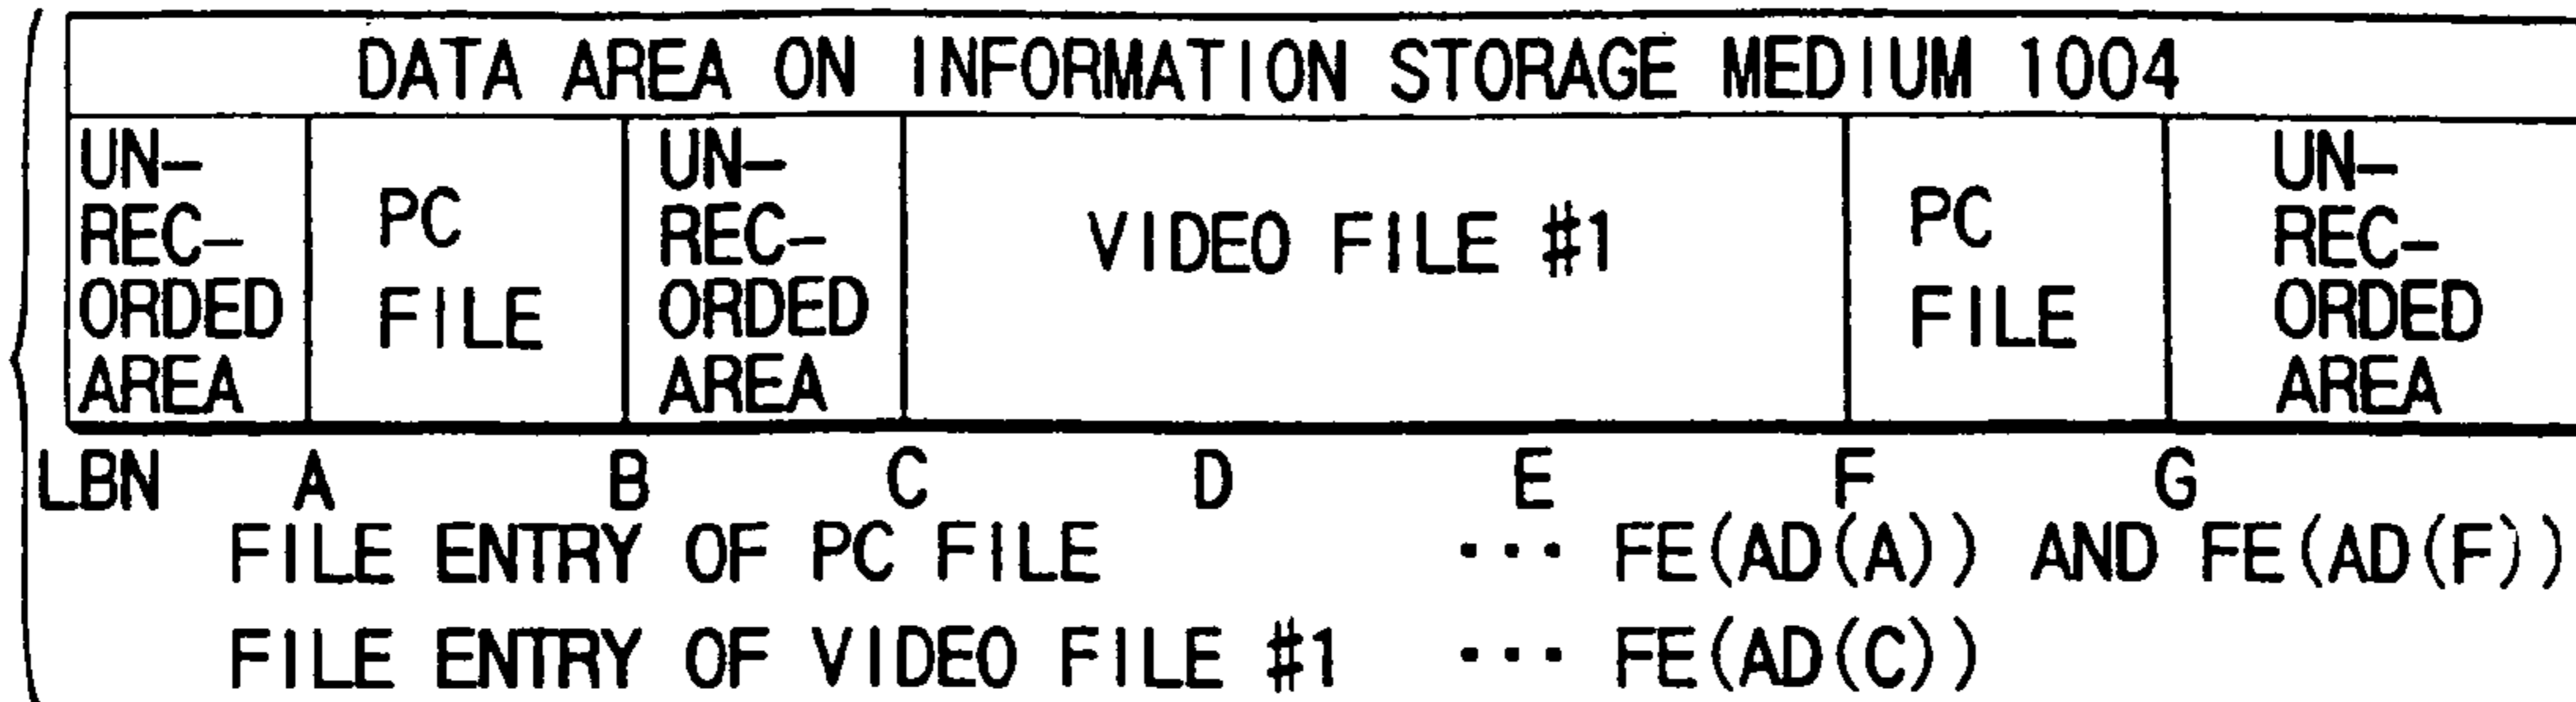 DATA AREA ON INFORMATION STORAGE MEDIUM 1004
UN-
REC-
ORDED
AREA
PC
FILE
UN-
REC-
ORDED
AREA
VIDEO FILE #1
PC
FILE
UN-
REC-
ORDED
AREA
LBN A B C D E F G
FILE ENTRY OF PC FILE ··· FE(AD(A)) AND FE(AD(F))
FILE ENTRY OF VIDEO FILE #1 ··· FE(AD(C))